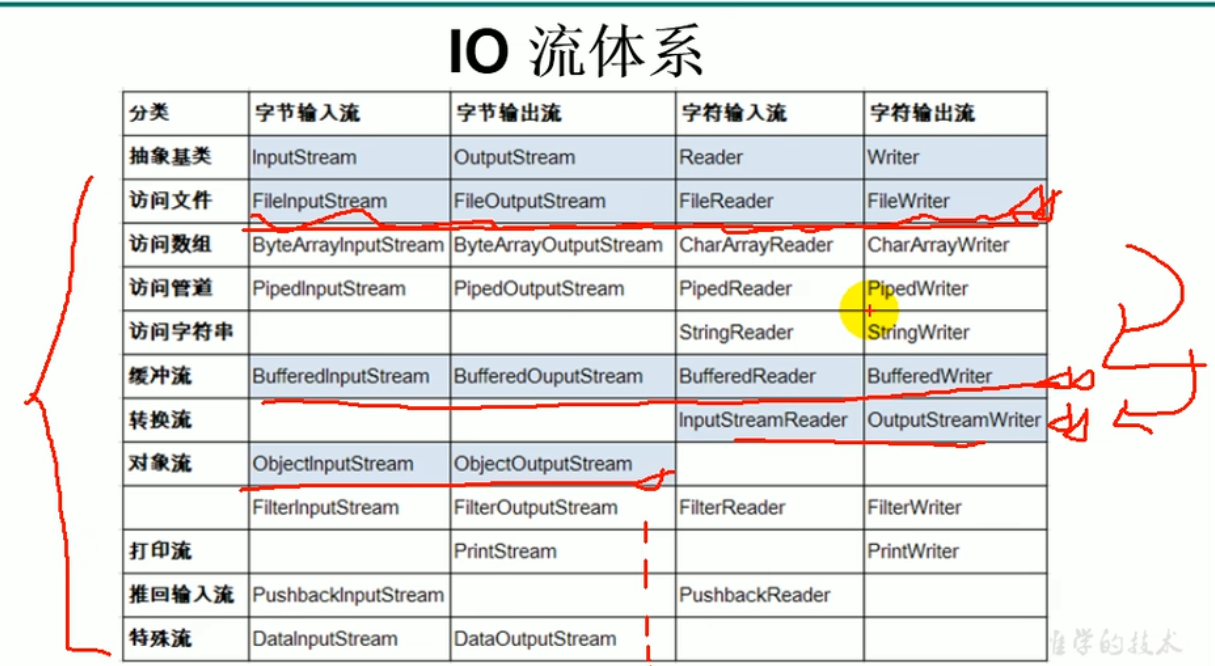 IO 流体系
分类 字节输入流 字节输出流 字符输入流 字符输出流
抽象基类 InputStream OutputStream Reader Writer
访问文件 FileInputStream FileOutputStream FileReader FileWriter
访问数组 ByteArrayInputStream ByteArrayOutputStream CharArrayReader CharArrayWriter
访问管道 PipedInputStream PipedOutputStream PipedReader PipedWriter
访问字符串 StringReader StringWriter
缓冲流 BufferedInputStream BufferedOuputStream BufferedReader BufferedWriter
转换流 InputStreamReader OutputStreamWriter
对象流 ObjectInputStream ObjectOutputStream
FilterInputStream FilterOutputStream FilterReader FilterWriter
打印流 PrintStream PrintWriter
推回输入流 PushbackInputStream PushbackReader
特殊流 DataInputStream DataOutputStream
学的技术